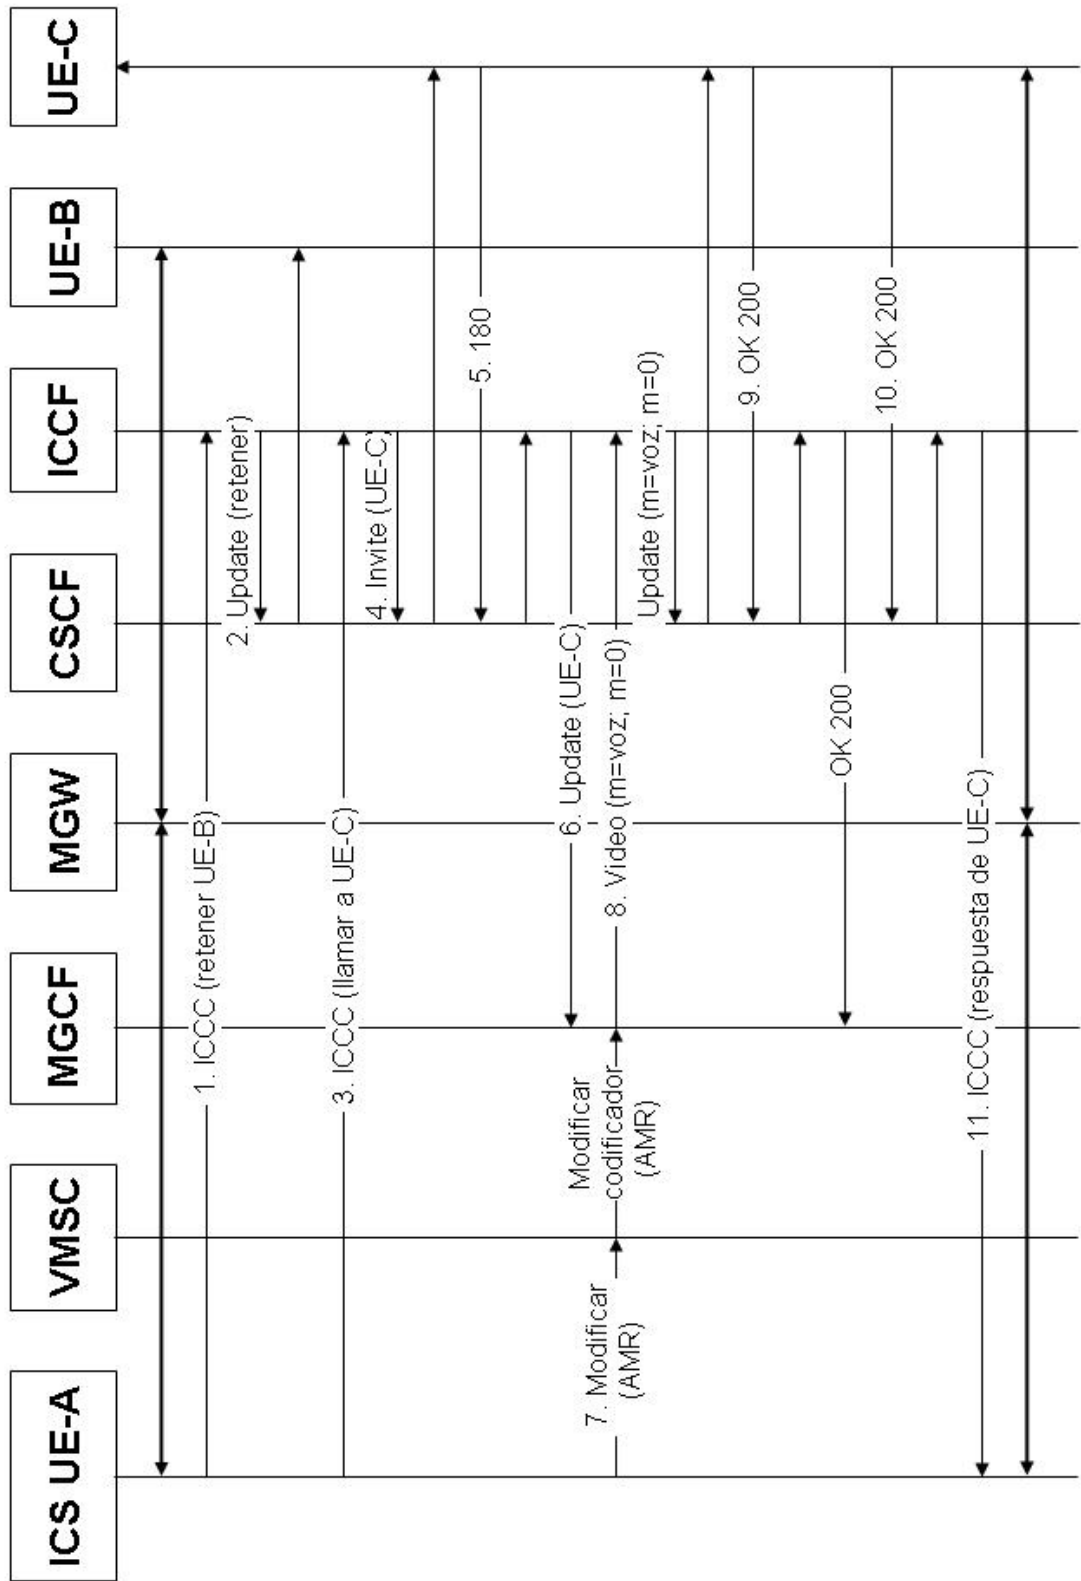 ICS UE-A
VMSC
MGCF
MGW
CSCF
ICCF
UE-B
UE-C
1. ICCC (retener UE-B)
2. Update (retener)
3. ICCC (llamar a UE-C)
4. Invite (UE-C)
5. 180
6. Update (UE-C)
7. Modificar
(AMR)
Modificar
codificador
(AMR)
8. Video (m=voz; m=0)
Update (m=voz; m=0)
9. OK 200
OK 200
10. OK 200
11. ICCC (respuesta de UE-C)